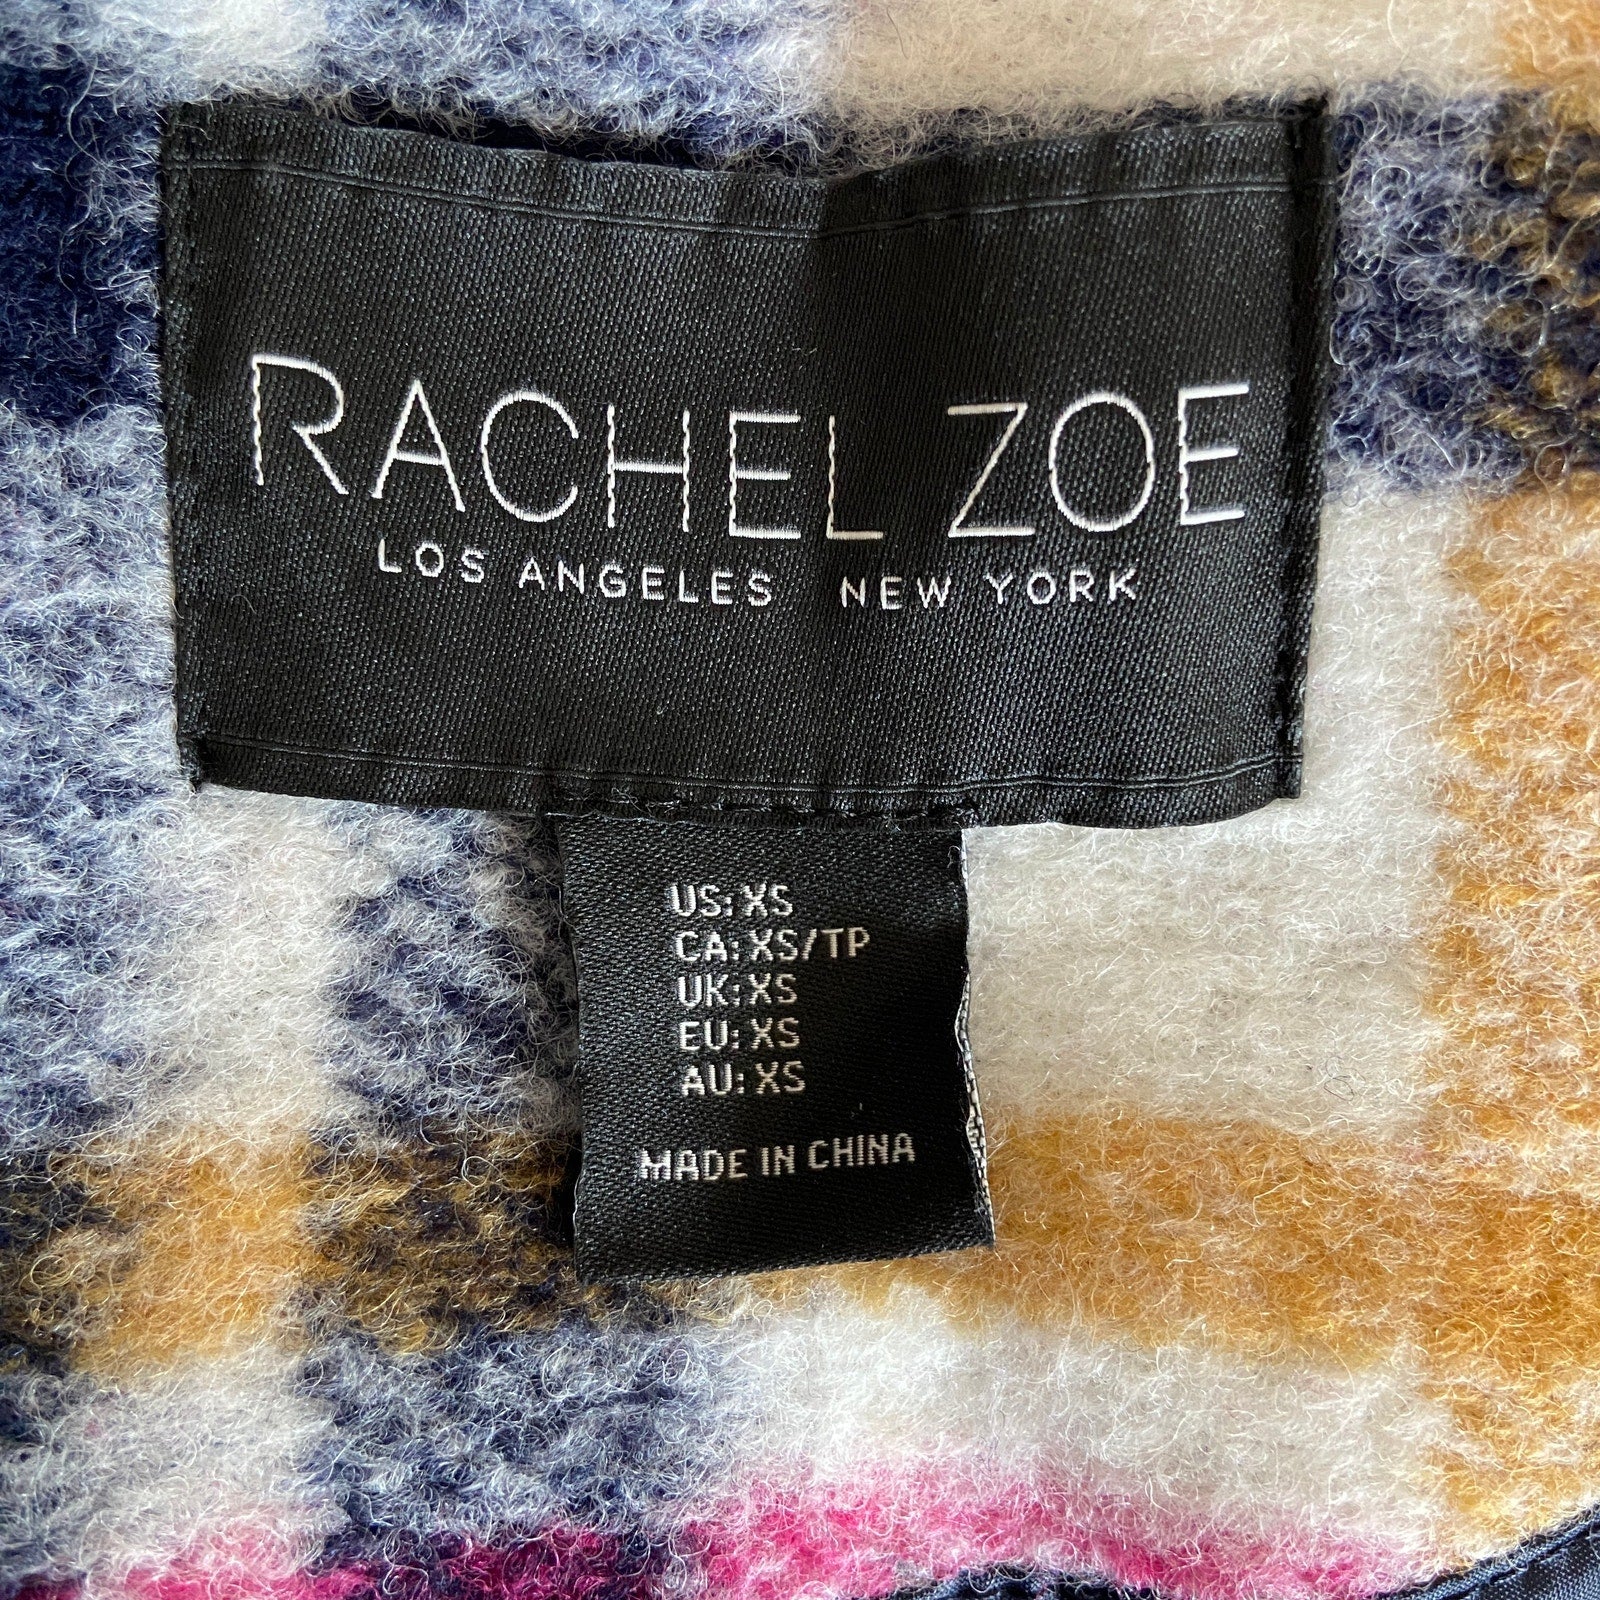 RACHEL ZOE
LOS ANGELES NEW YORK
US: XS
CA: XS/TP
UK: XS
EU: XS
AU: XS
MADE IN CHINA